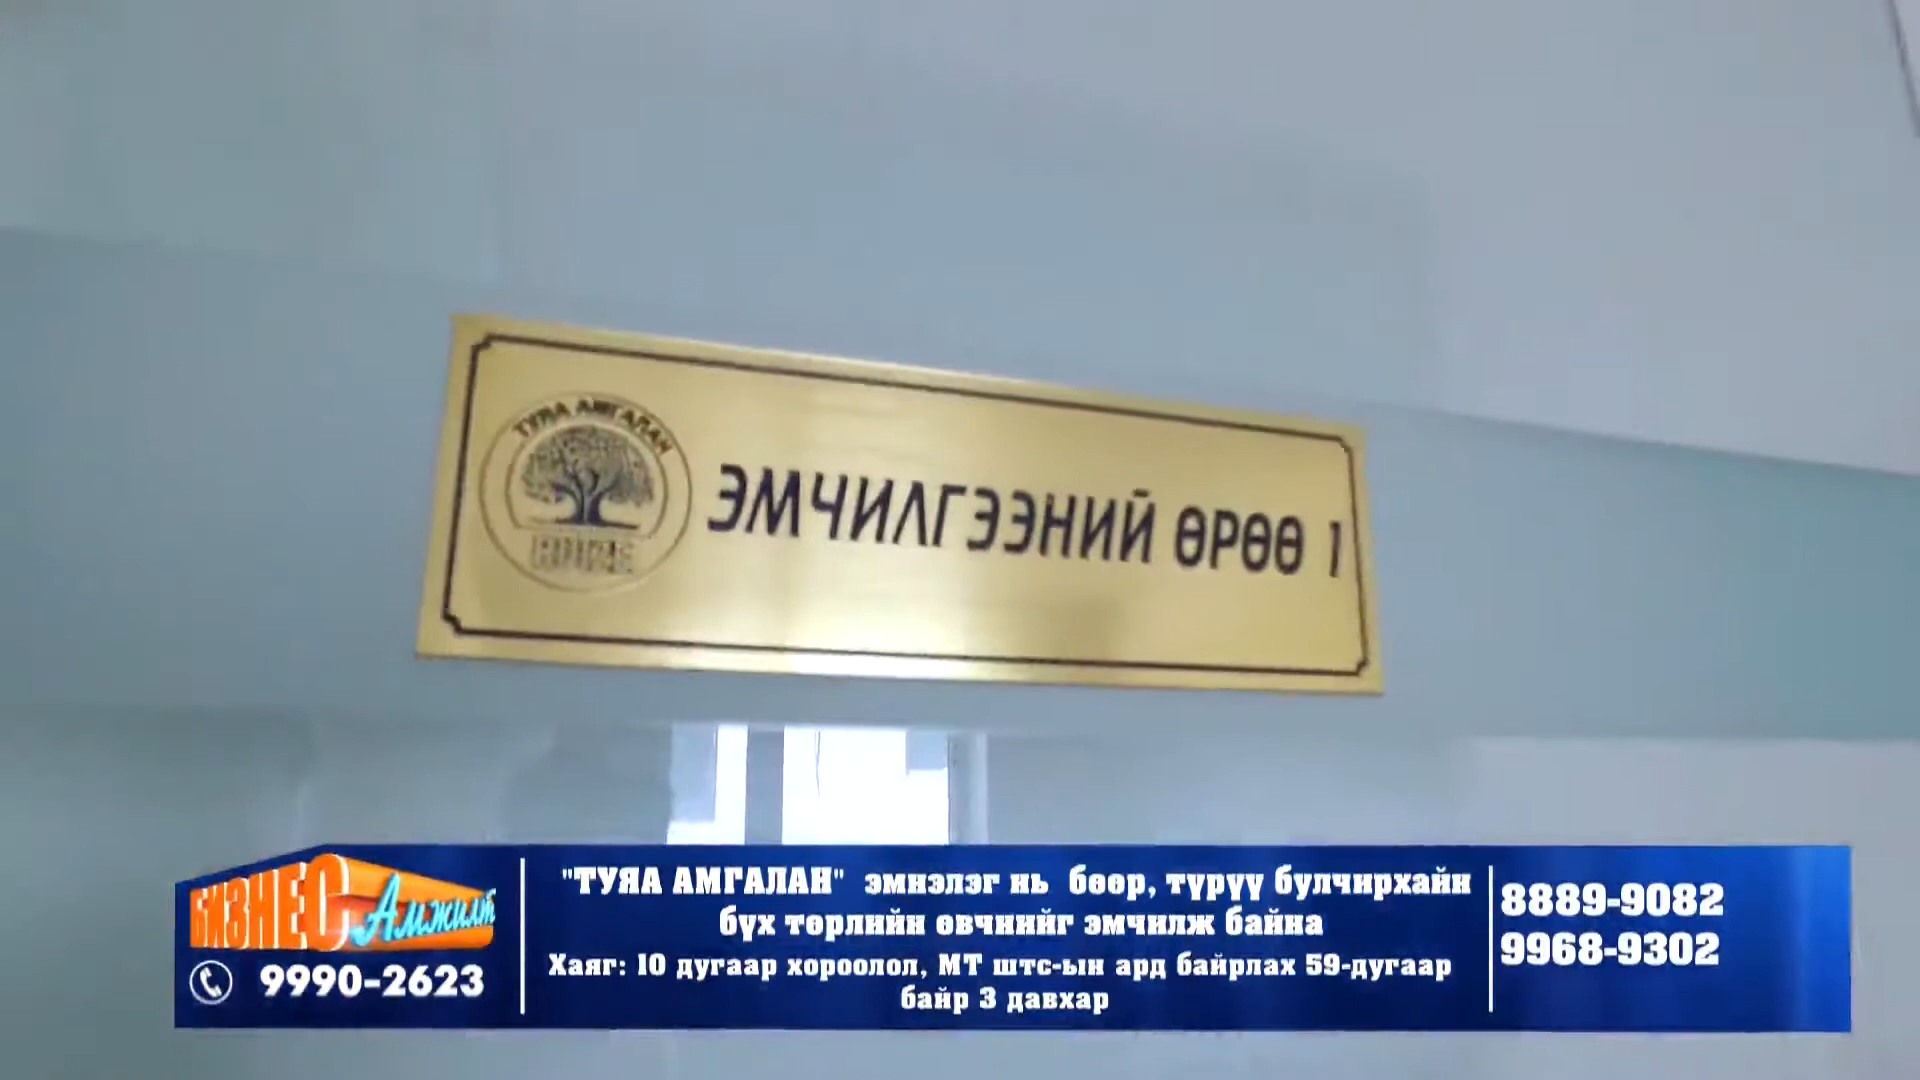 ТУЯА АМГАЛАН
ЭМЧИЛГЭЭНИЙ ӨРӨӨ 1
БИЗНЕС Амжилт
9990-2623
"ТУЯА АМГАЛАН" эмнэлэг нь бөөр, түрүү булчирхайн
бүх төрлийн өвчнийг эмчилж байна
Хаяг: 10 дугаар хороолол, МТ штс-ын ард байрлах 59-дугаар
байр 3 давхар
8889-9082
9968-9302